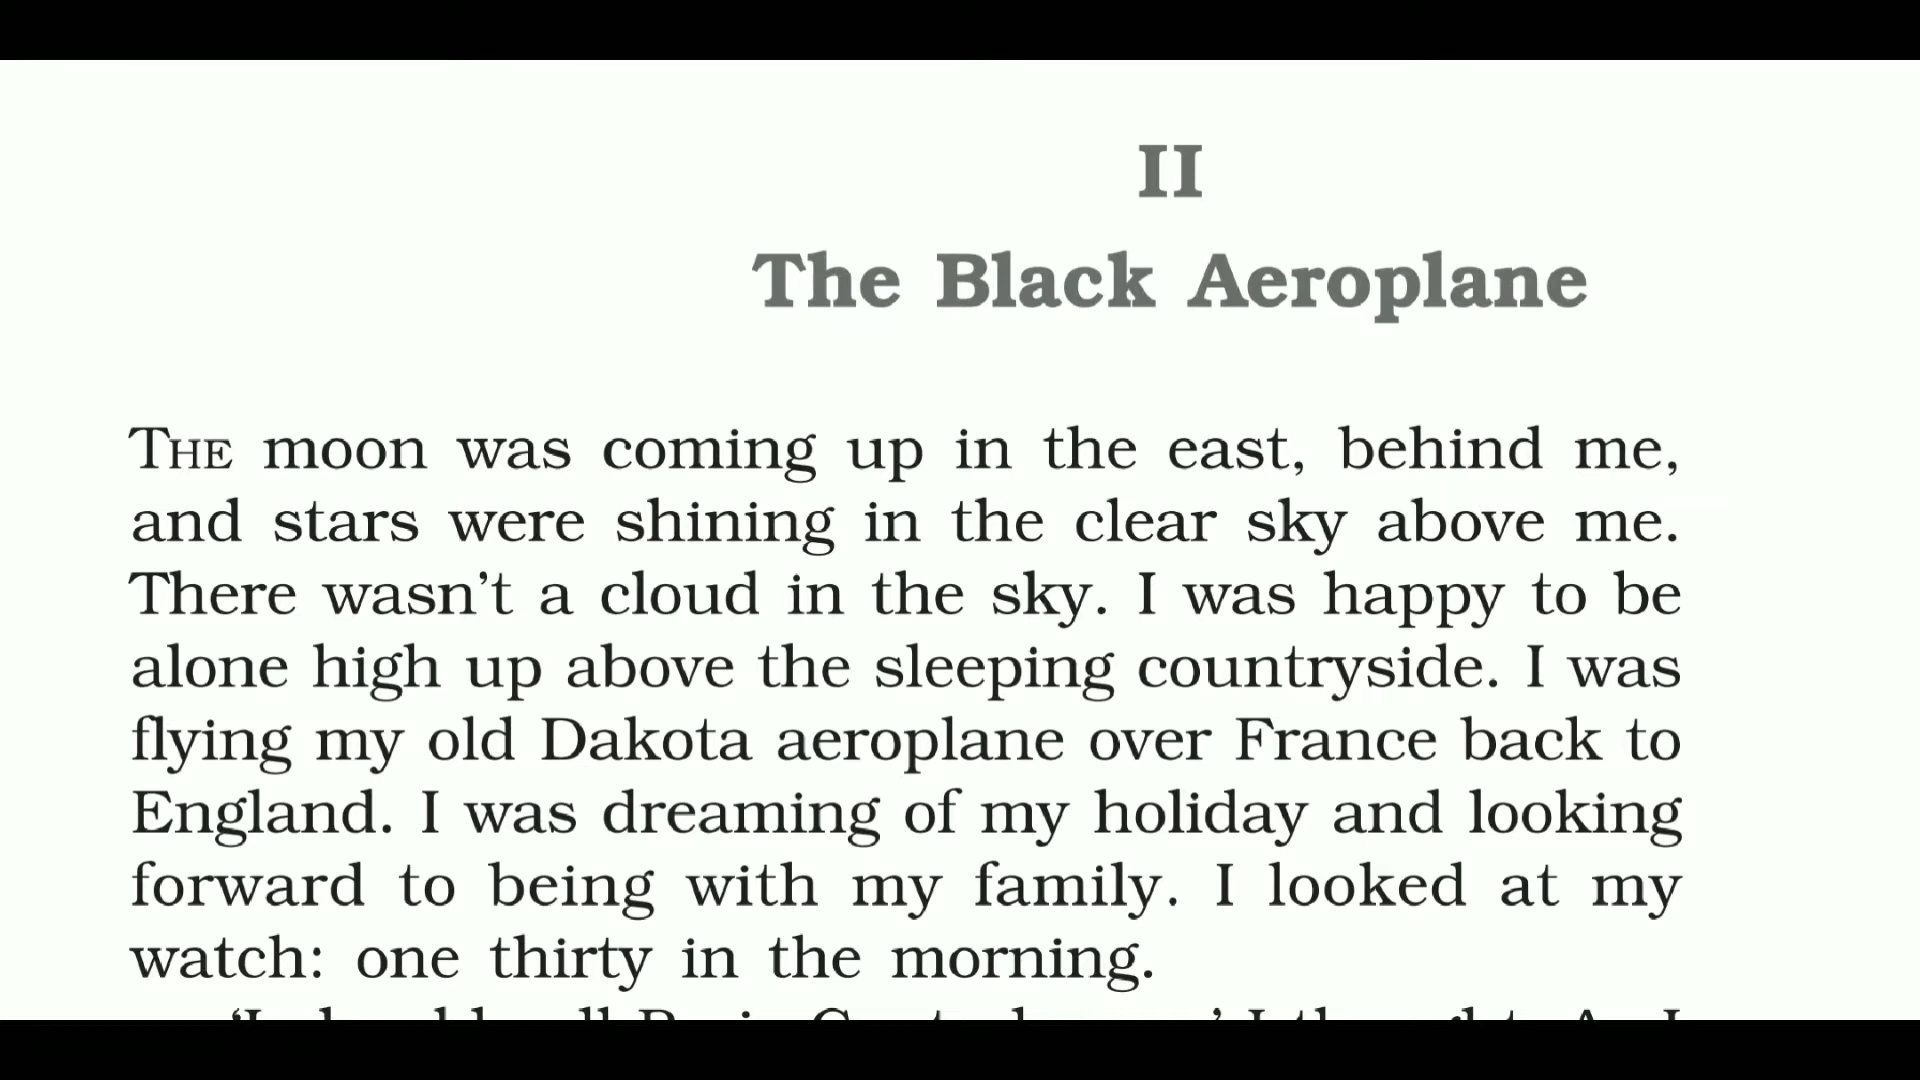 II
The Black Aeroplane
THE moon was coming up in the east, behind me,
and stars were shining in the clear sky above me.
There wasn’t a cloud in the sky. I was happy to be
alone high up above the sleeping countryside. I was
flying my old Dakota aeroplane over France back to
England. I was dreaming of my holiday and looking
forward to being with my family. I looked at my
watch: one thirty in the morning.